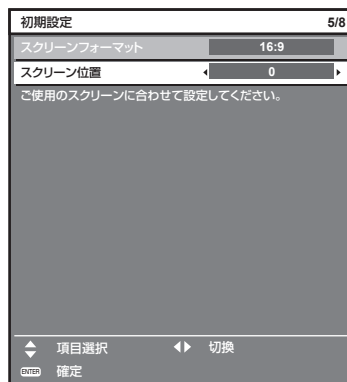 初期設定 5/8
スクリーンフォーマット 16:9
スクリーン位置 0
ご使用のスクリーンに合わせて設定してください。
項目選択 切換
ENTER 確定